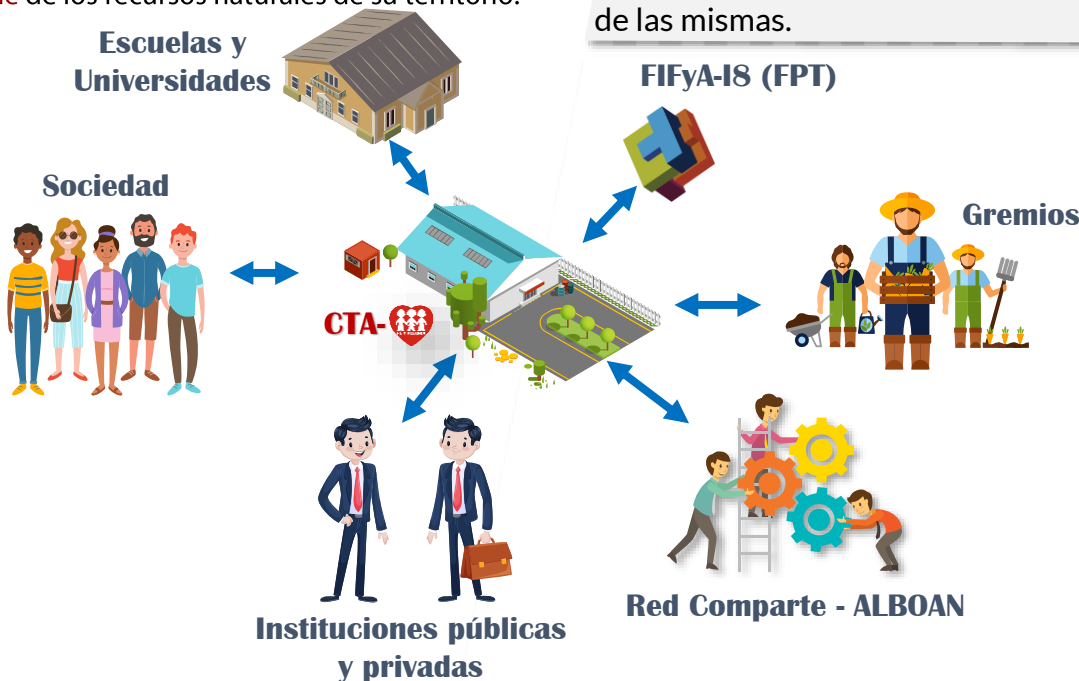 de los recursos naturales de su territorio.
de las mismas.
Escuelas y
Universidades
FIFyA-I8 (FPT)
Sociedad
Gremios
CTA-
Red Comparte - ALBOAN
Instituciones públicas
y privadas